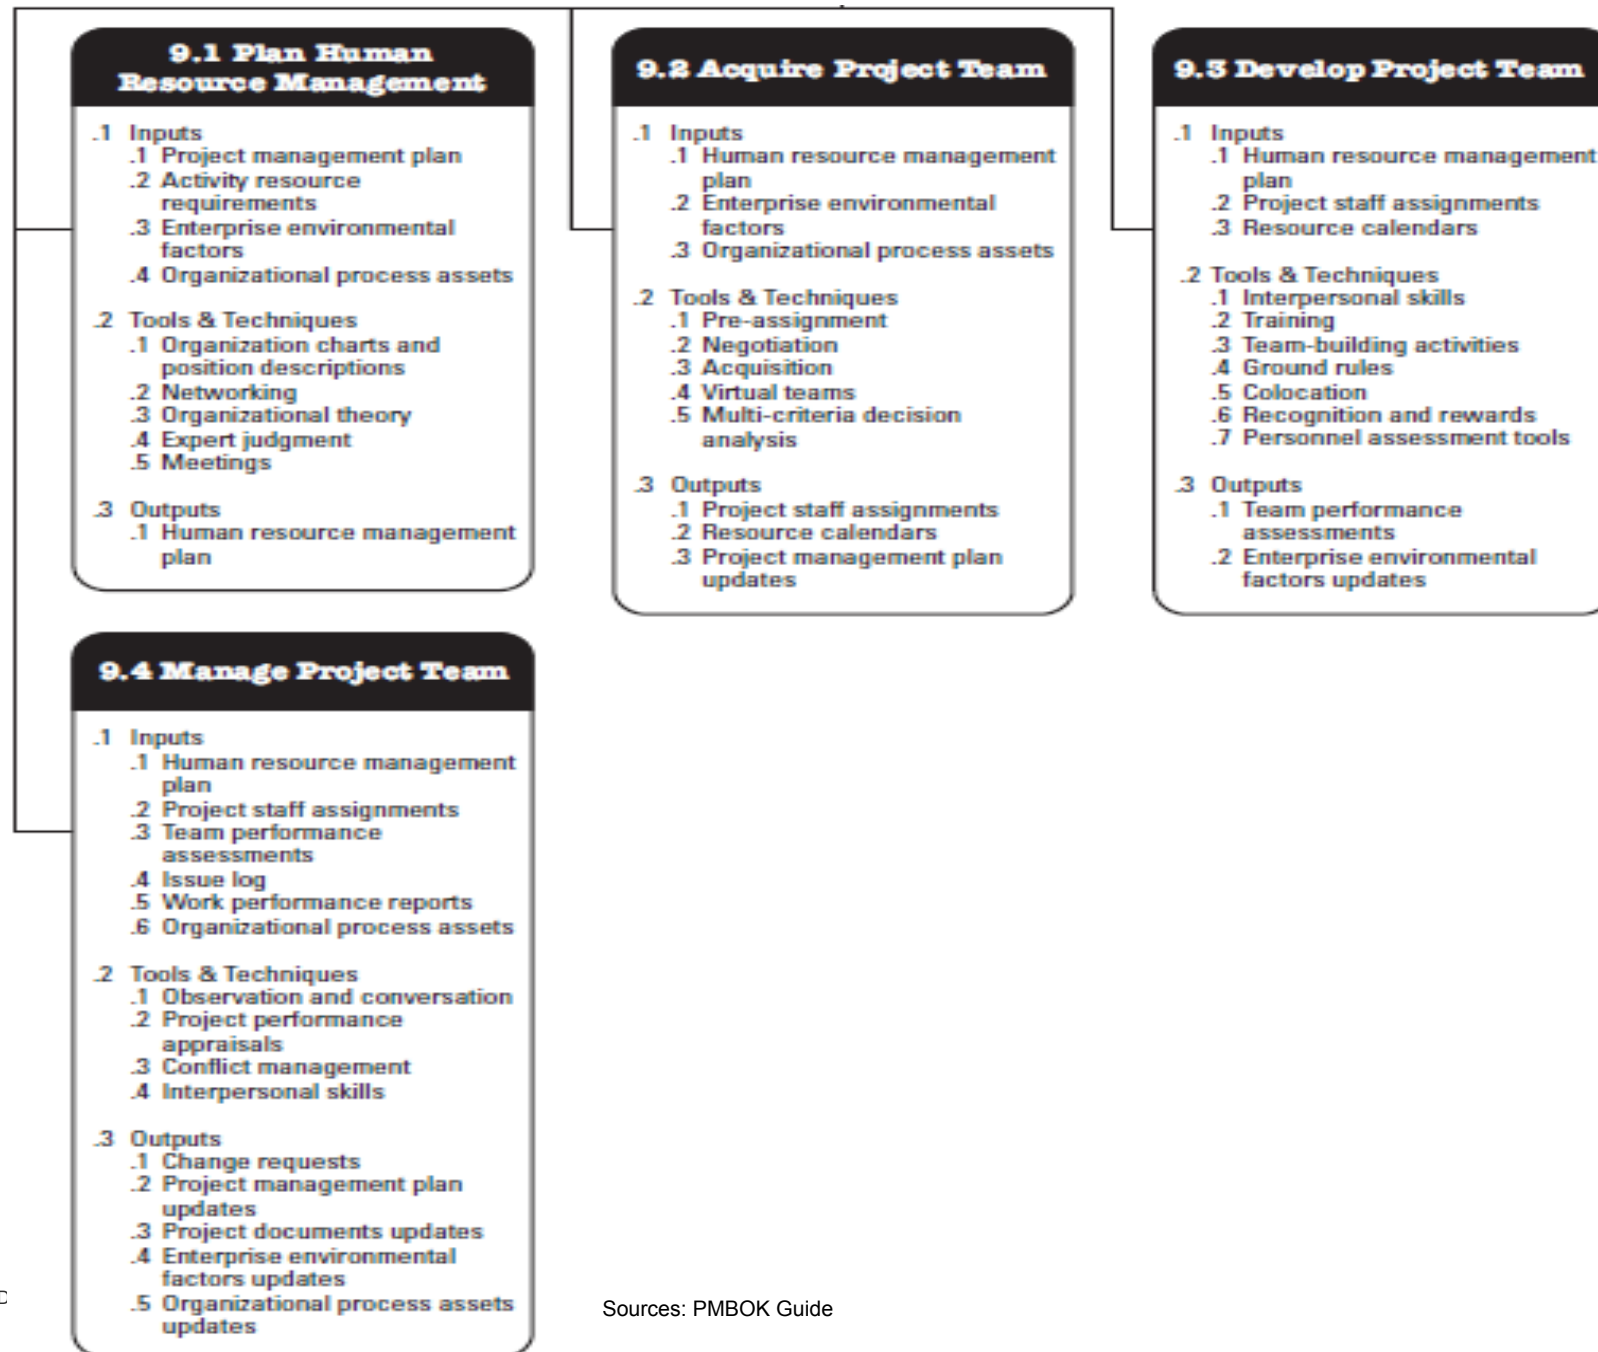 9.1 Plan Human
Resource Management
.1 Inputs
.1 Project management plan
.2 Activity resource
requirements
.3 Enterprise environmental
factors
.4 Organizational process assets
.2 Tools & Techniques
.1 Organization charts and
position descriptions
.2 Networking
.3 Organizational theory
.4 Expert judgment
.5 Meetings
.3 Outputs
.1 Human resource management
plan
9.2 Acquire Project Team
.1 Inputs
.1 Human resource management
plan
.2 Enterprise environmental
factors
.3 Organizational process assets
.2 Tools & Techniques
.1 Pre-assignment
.2 Negotiation
.3 Acquisition
.4 Virtual teams
.5 Multi-criteria decision
analysis
.3 Outputs
.1 Project staff assignments
.2 Resource calendars
.3 Project management plan
updates
9.3 Develop Project Team
.1 Inputs
.1 Human resource management
plan
.2 Project staff assignments
.3 Resource calendars
.2 Tools & Techniques
.1 Interpersonal skills
.2 Training
.3 Team-building activities
.4 Ground rules
.5 Colocation
.6 Recognition and rewards
.7 Personnel assessment tools
.3 Outputs
.1 Team performance
assessments
.2 Enterprise environmental
factors updates
9.4 Manage Project Team
.1 Inputs
.1 Human resource management
plan
.2 Project staff assignments
.3 Team performance
assessments
.4 Issue log
.5 Work performance reports
.6 Organizational process assets
.2 Tools & Techniques
.1 Observation and conversation
.2 Project performance
appraisals
.3 Conflict management
.4 Interpersonal skills
.3 Outputs
.1 Change requests
.2 Project management plan
updates
.3 Project documents updates
.4 Enterprise environmental
factors updates
.5 Organizational process assets
updates
Sources: PMBOK Guide